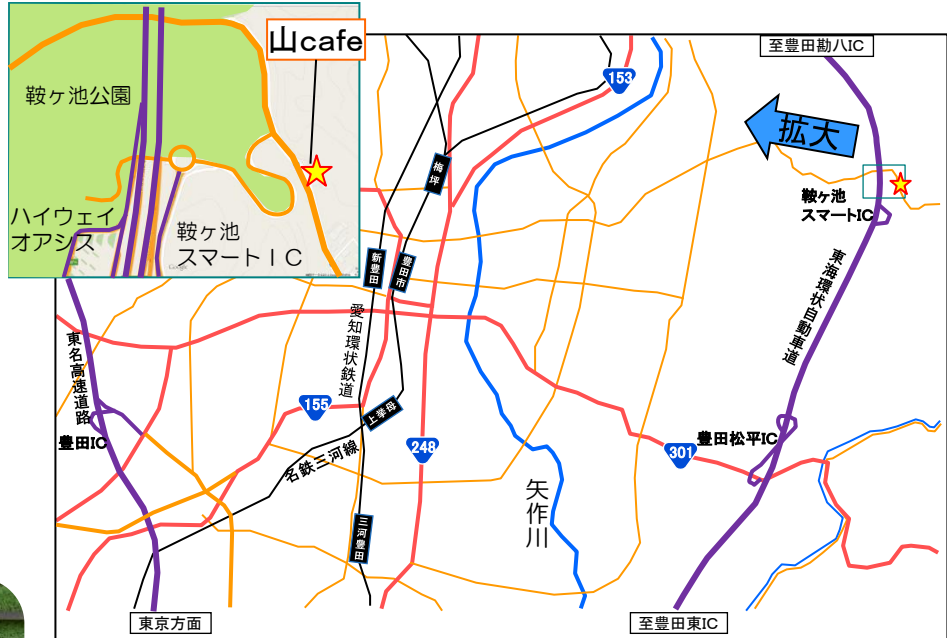 山cafe
鞍ヶ池公園
ハイウェイ
オアシス
鞍ヶ池
スマートＩＣ
Google
至豊田勘八IC
153
拡大
梅坪
鞍ヶ池
スマートIC
新豊田
豊田市
東海環状自動車道
愛知環状鉄道
東名高速道路
155
上挙母
豊田IC
248
豊田松平IC
301
名鉄三河線
矢作川
三河豊田
東京方面
至豊田東IC